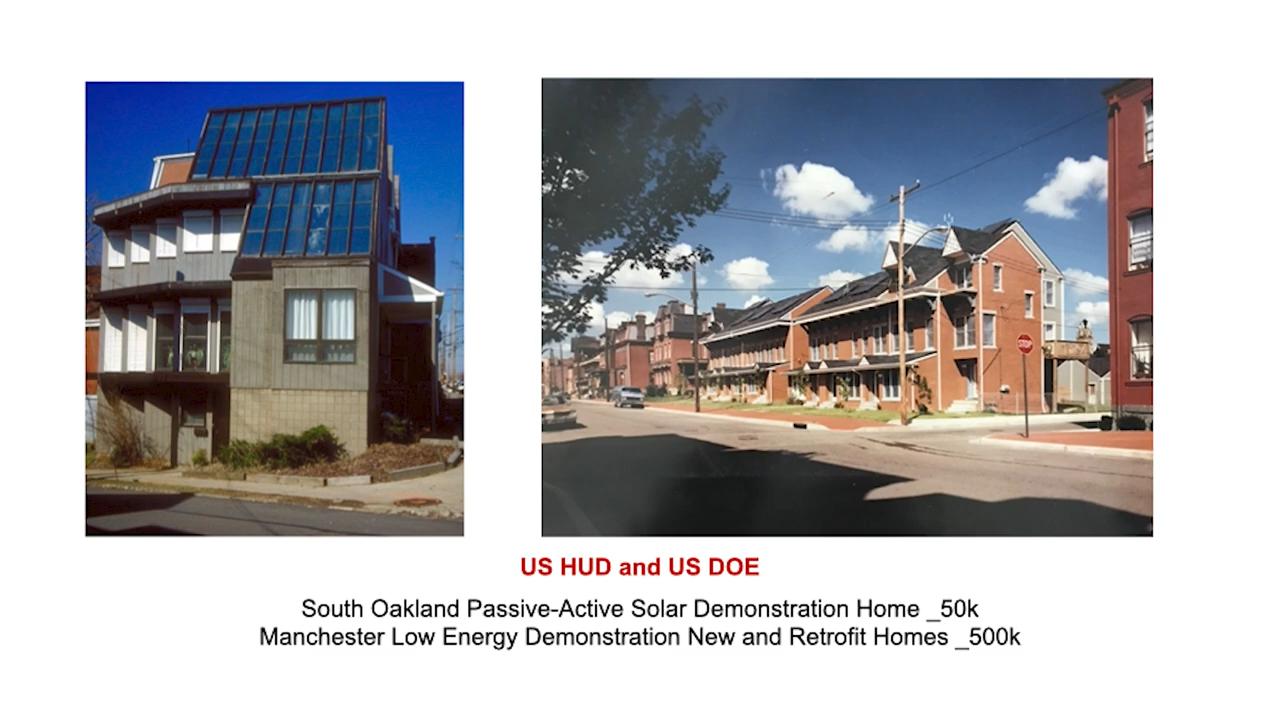 STOP
US HUD and US DOE
South Oakland Passive-Active Solar Demonstration Home _50k
Manchester Low Energy Demonstration New and Retrofit Homes _500k